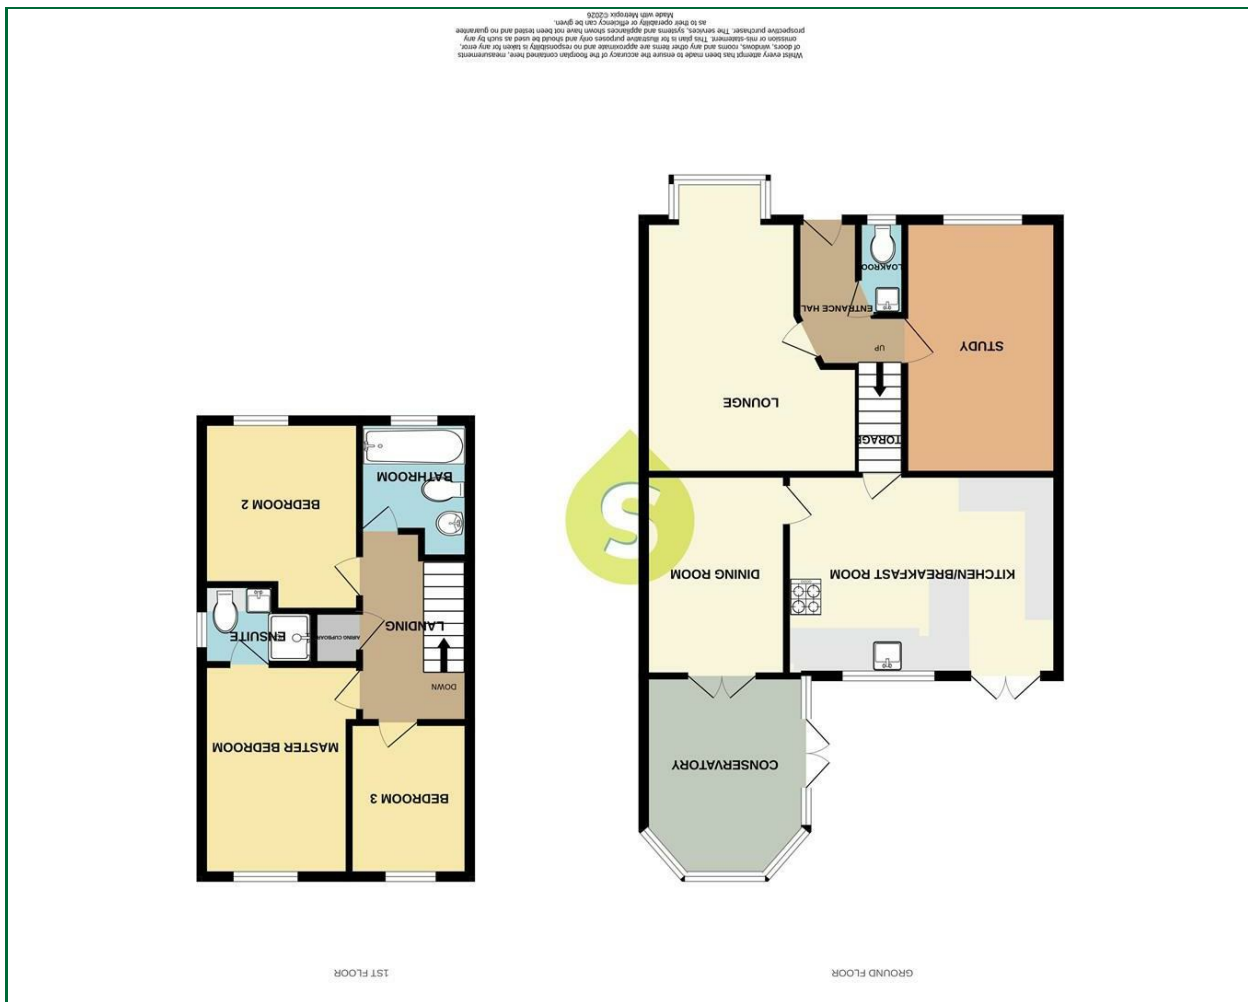 GROUND FLOOR
1ST FLOOR
CONSERVATORY
KITCHEN/BREAKFAST ROOM
DINING ROOM
S
TORAGE
LOUNGE
STUDY
UP
ENTRANCE HAL
LOAKROO
BEDROOM 3
MASTER BEDROOM
DOWN
LANDING
ENSUITE
ARING CUPBOAR
BEDROOM 2
BATHROOM
Whilst every attempt has been made to ensure the accuracy of the floorplan contained here, measurements
of doors, windows, rooms and any other items are approximate and no responsibility is taken for any error,
omission or mis-statement. This plan is for illustrative purposes only and should be used as such by any
prospective purchaser. The services, systems and appliances shown have not been tested and no guarantee
as to their operability or efficiency can be given.
Made with Metropix ©2026